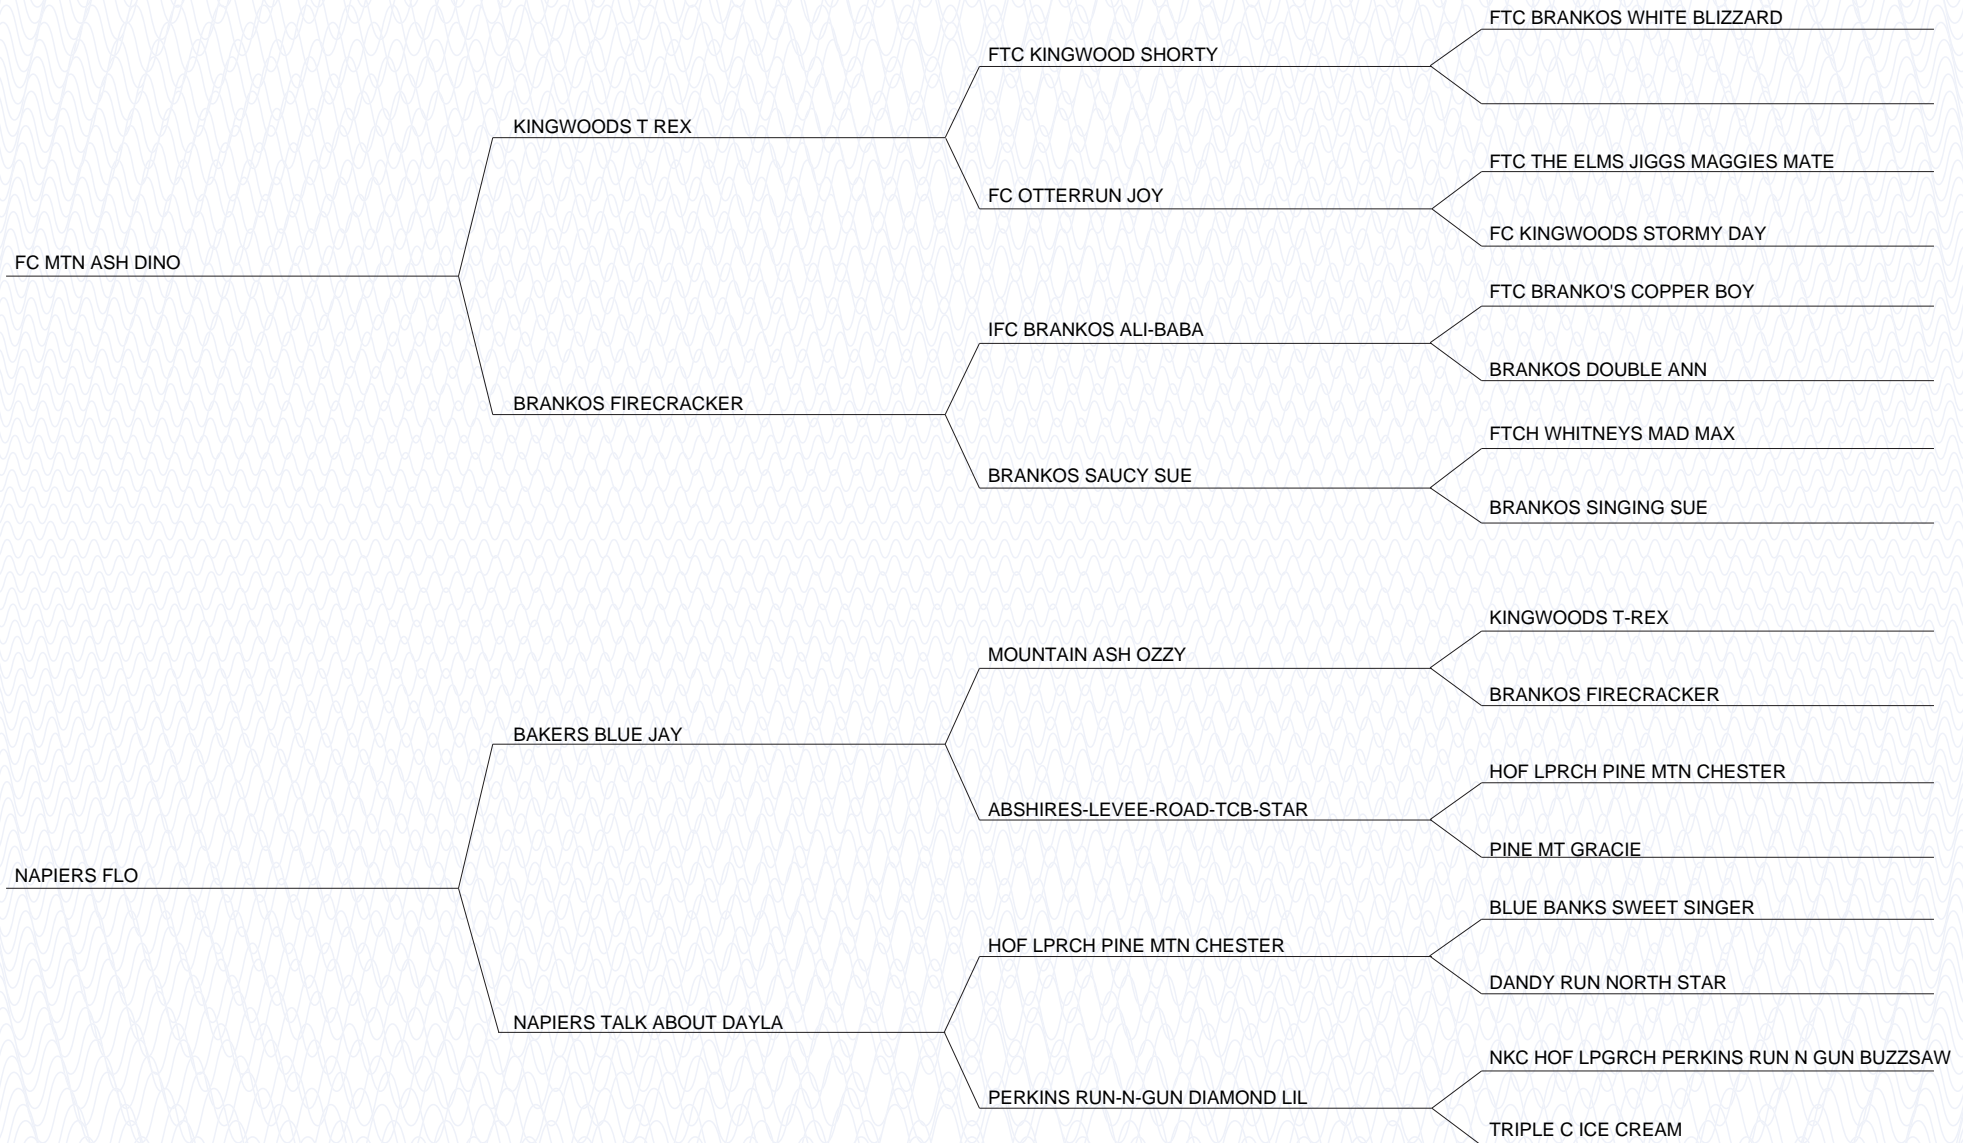 FTC BRANKOS WHITE BLIZZARD
FTC KINGWOOD SHORTY
KINGWOODS T REX
FTC THE ELMS JIGGS MAGGIES MATE
FC OTTERRUN JOY
FC KINGWOODS STORMY DAY
FC MTN ASH DINO
FTC BRANKO'S COPPER BOY
IFC BRANKOS ALI-BABA
BRANKOS DOUBLE ANN
BRANKOS FIRECRACKER
FTCH WHITNEYS MAD MAX
BRANKOS SAUCY SUE
BRANKOS SINGING SUE
KINGWOODS T-REX
MOUNTAIN ASH OZZY
BRANKOS FIRECRACKER
BAKERS BLUE JAY
HOF LPRCH PINE MTN CHESTER
ABSHIRES-LEVEE-ROAD-TCB-STAR
PINE MT GRACIE
NAPIERS FLO
BLUE BANKS SWEET SINGER
HOF LPRCH PINE MTN CHESTER
DANDY RUN NORTH STAR
NAPIERS TALK ABOUT DAYLA
NKC HOF LPGRCH PERKINS RUN N GUN BUZZSAW
PERKINS RUN-N-GUN DIAMOND LIL
TRIPLE C ICE CREAM